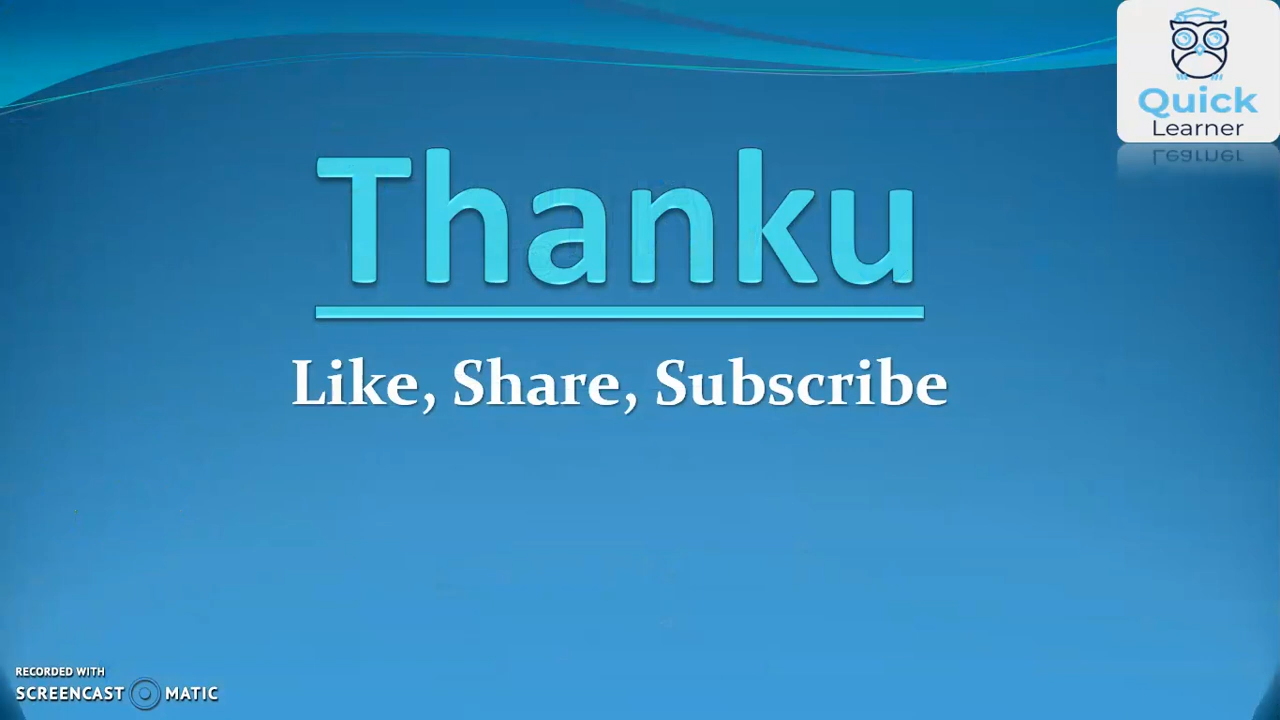 Quick
Learner
Thanku
Like, Share, Subscribe
RECORDED WITH
SCREENCAST MATIC